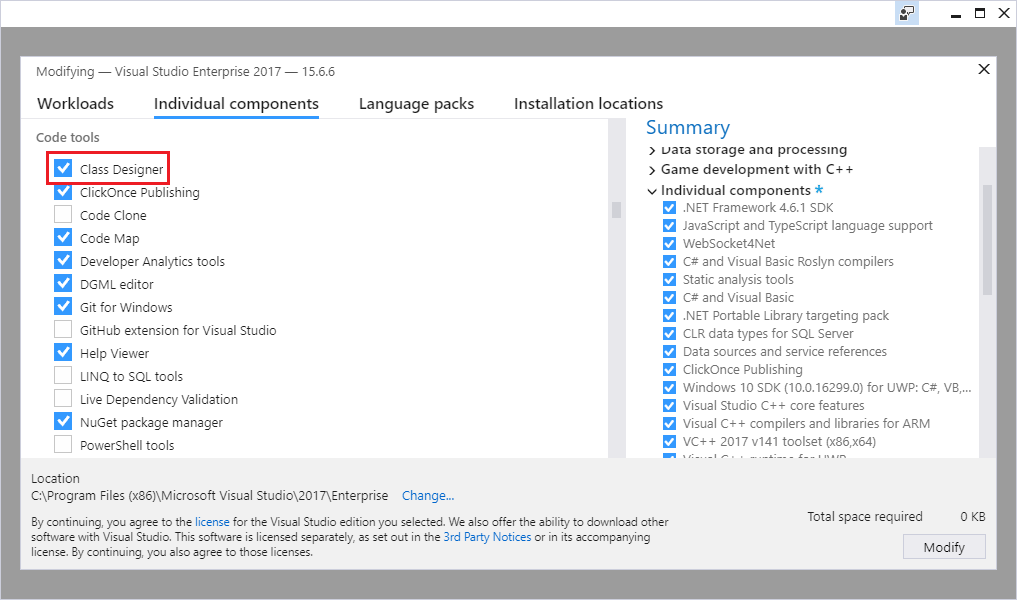 Modifying — Visual Studio Enterprise 2017 — 15.6.6
Workloads
Individual components
Language packs
Installation locations
Code tools
Class Designer
ClickOnce Publishing
Code Clone
Code Map
Developer Analytics tools
DGML editor
Git for Windows
GitHub extension for Visual Studio
Help Viewer
LINQ to SQL tools
Live Dependency Validation
NuGet package manager
PowerShell tools
Summary
Data storage and processing
Game development with C++
Individual components *
.NET Framework 4.6.1 SDK
JavaScript and TypeScript language support
WebSocket4Net
C# and Visual Basic Roslyn compilers
Static analysis tools
C# and Visual Basic
.NET Portable Library targeting pack
CLR data types for SQL Server
Data sources and service references
ClickOnce Publishing
Windows 10 SDK (10.0.16299.0) for UWP: C#, VB,...
Visual Studio C++ core features
Visual C++ compilers and libraries for ARM
VC++ 2017 v141 toolset (x86,x64)
Visual C++ runtime for UWP
Location
C:\Program Files (x86)\Microsoft Visual Studio\2017\Enterprise Change...
By continuing, you agree to the license for the Visual Studio edition you selected. We also offer the ability to download other
software with Visual Studio. This software is licensed separately, as set out in the 3rd Party Notices or in its accompanying
license. By continuing, you also agree to those licenses.
Total space required 0 KB
Modify